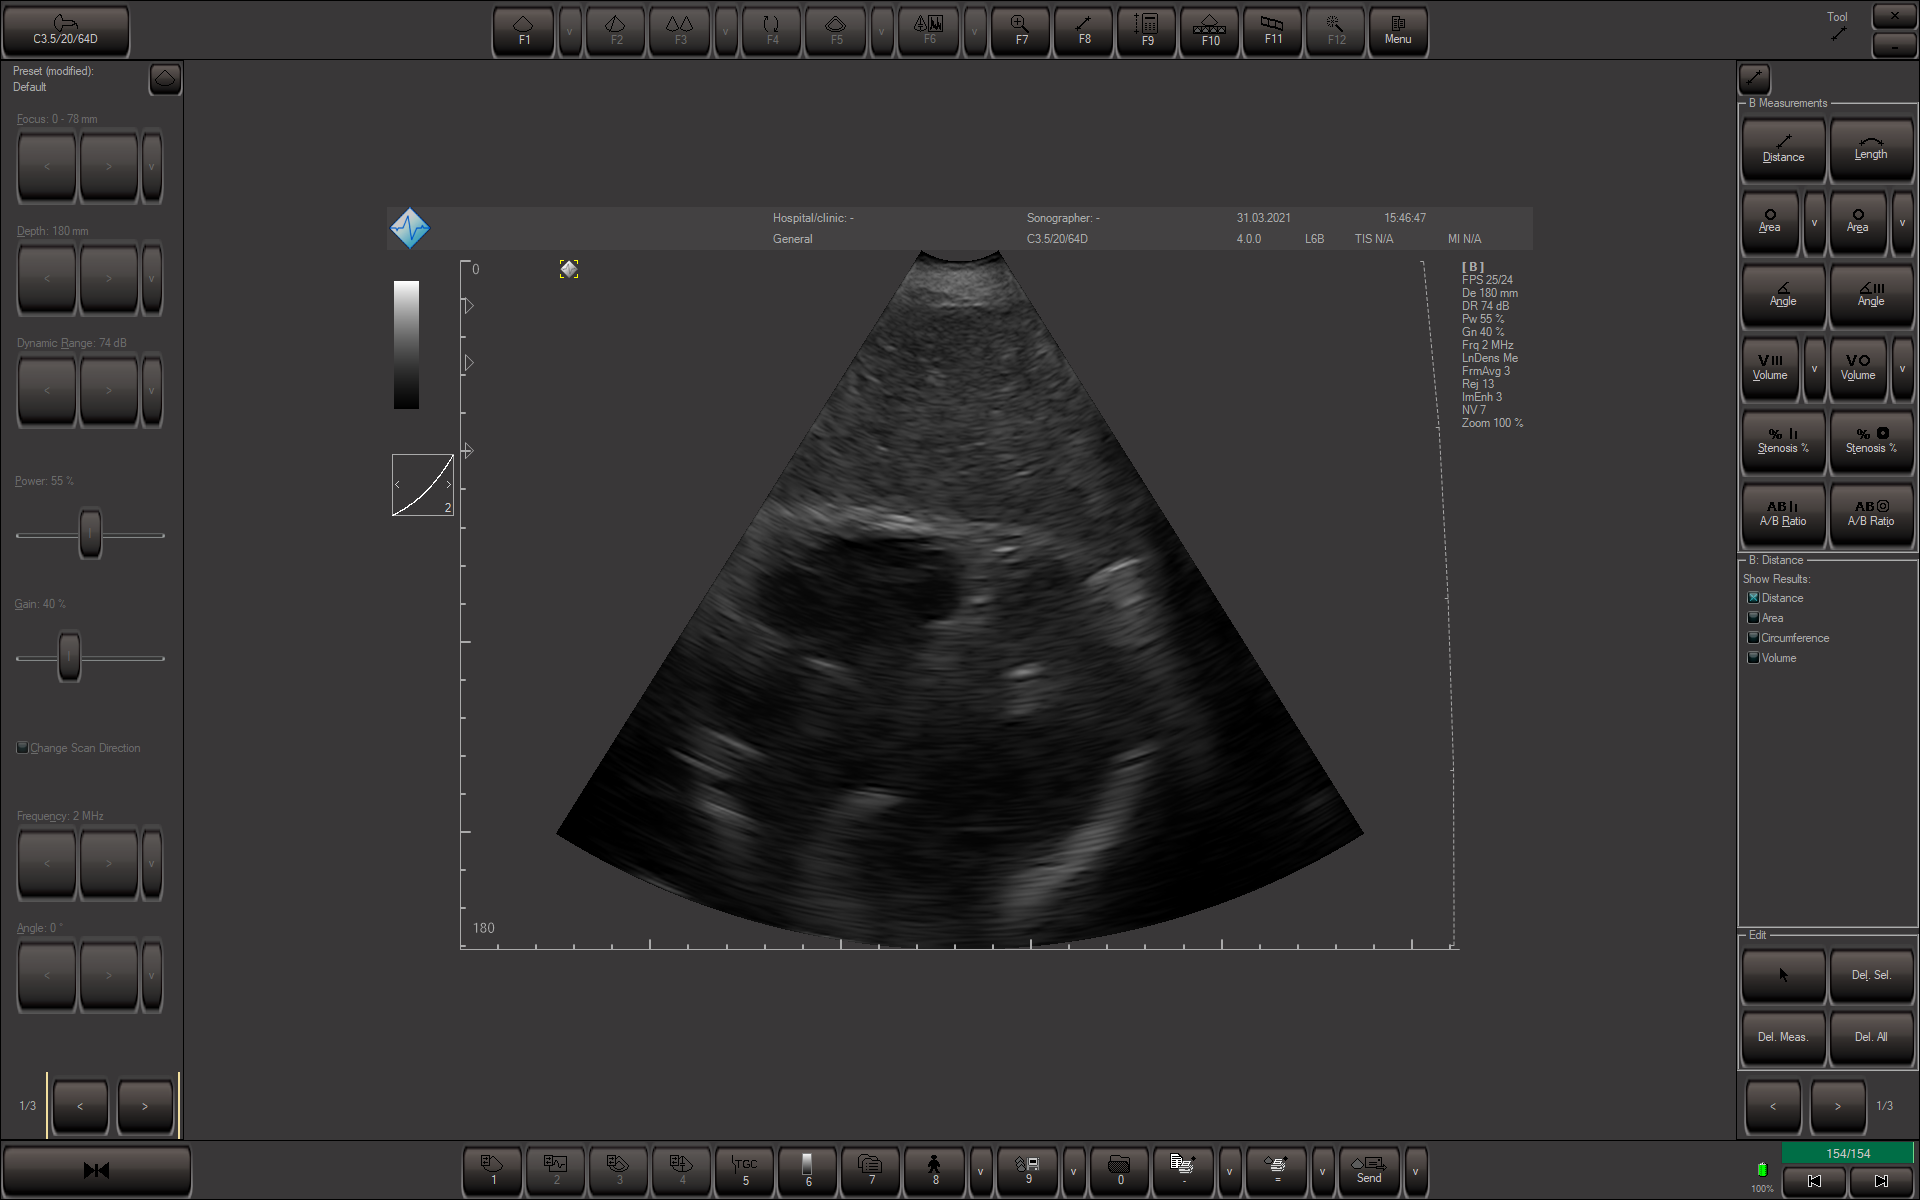 C3.5/20/64D
F1
v
F2
F3
v
F4
F5
v
F6
v
F7
F8
F9
F10
F11
F12
Menu
Tool
Preset (modified):
Default
Focus: 0 - 78 mm
< > v
Depth: 180 mm
< > v
Dynamic Range: 74 dB
< > v
Power: 55 %
Gain: 40 %
Change Scan Direction
Frequency: 2 MHz
< > v
Angle: 0 °
< > v
1/3 < >
Hospital/clinic: - Sonographer: - 31.03.2021 15:46:47
General C3.5/20/64D 4.0.0 L6B TIS N/A MI N/A
0
180
< >
2
[ B ]
FPS 25/24
De 180 mm
DR 74 dB
Pw 55 %
Gn 40 %
Frq 2 MHz
LnDens Me
FrmAvg 3
Rej 13
ImEnh 3
NV 7
Zoom 100 %
B Measurements
Distance Length
Area v Area v
Angle Angle
V
Volume v V
Volume v
%
Stenosis % %
Stenosis %
AB
A/B Ratio AB
A/B Ratio
B: Distance
Show Results:
Distance
Area
Circumference
Volume
Edit
Del. Sel.
Del. Meas. Del. All
< > 1/3
1
2
3
4
TGC
5
6
7
8
v
9
v
0
-
v
=
v
Send
v
100%
154/154